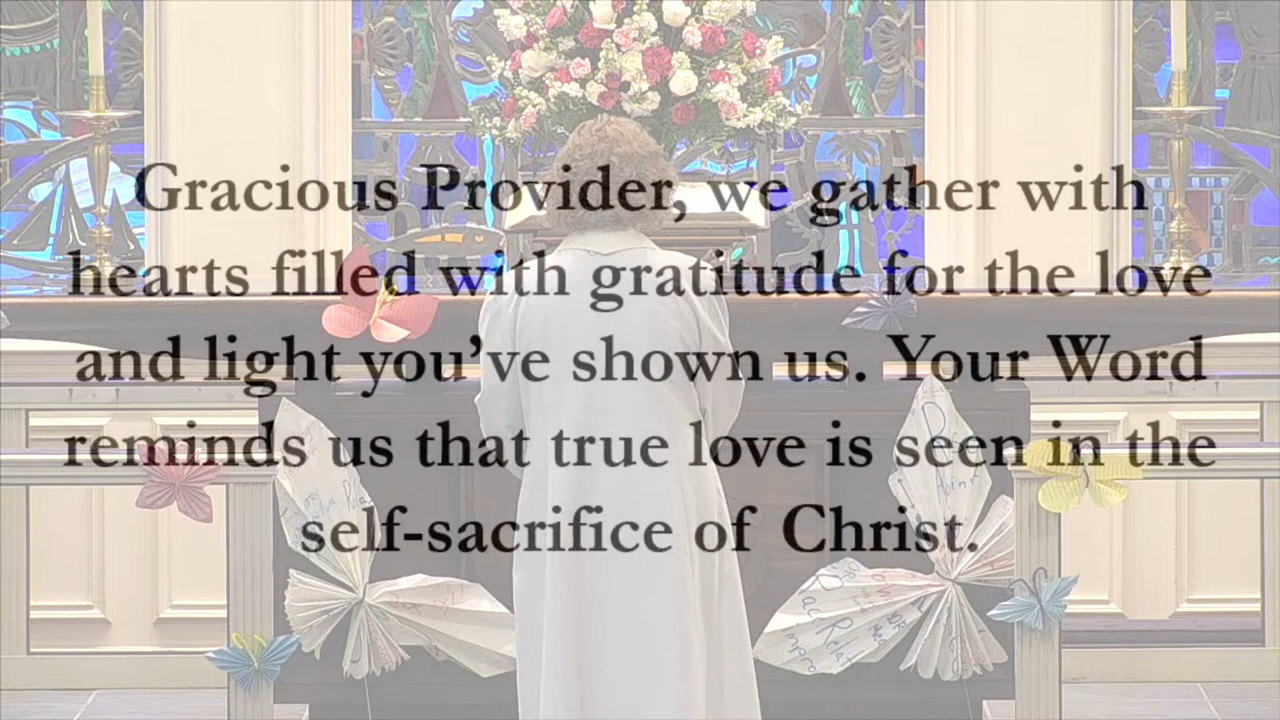 Gracious Provider, we gather with
hearts filled with gratitude for the love
and light you've shown us. Your Word
reminds us that true love is seen in the
self-sacrifice of Christ.